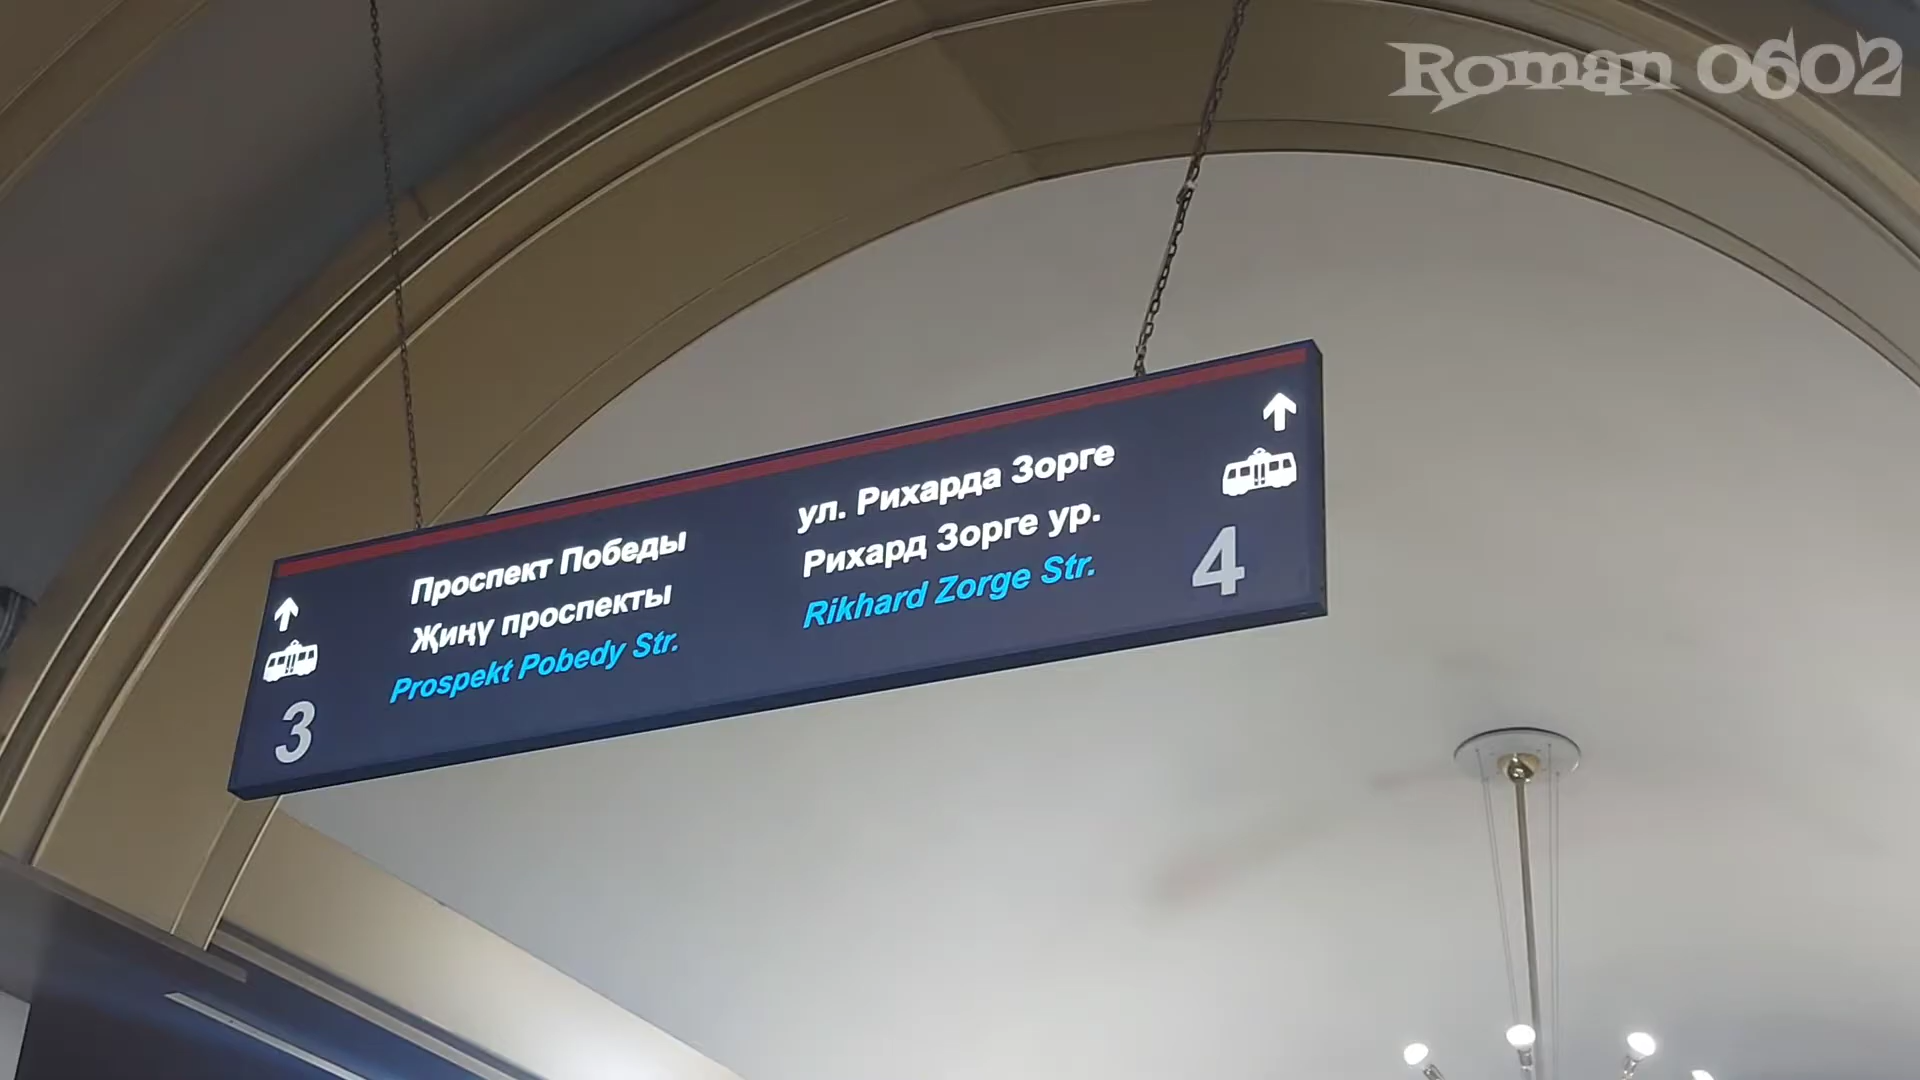 Roman 0602
Проспект Победы
Җиңү проспекты
Prospekt Pobedy Str.
3
ул. Рихарда Зорге
Рихард Зорге ур.
Rikhard Zorge Str.
4